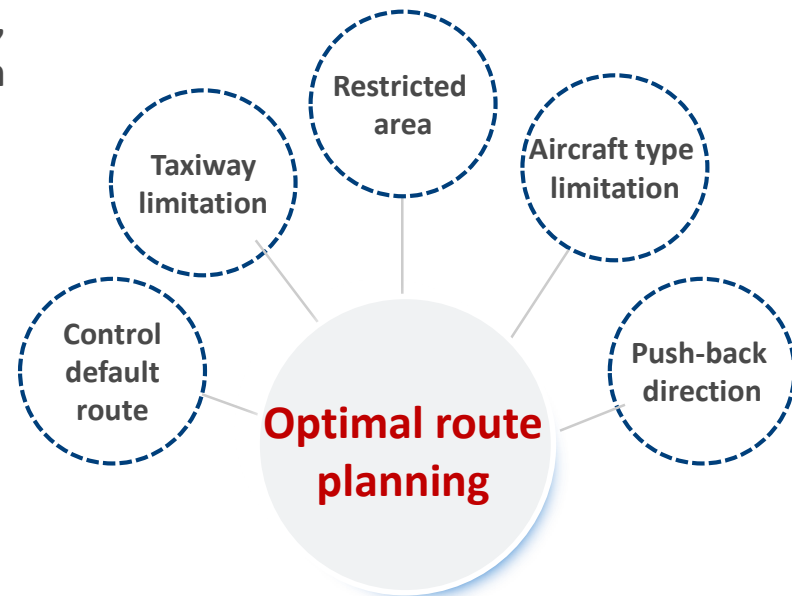 Restricted
area
Taxiway
limitation
Aircraft type
limitation
Control
default
route
Push-back
direction
Optimal route
planning